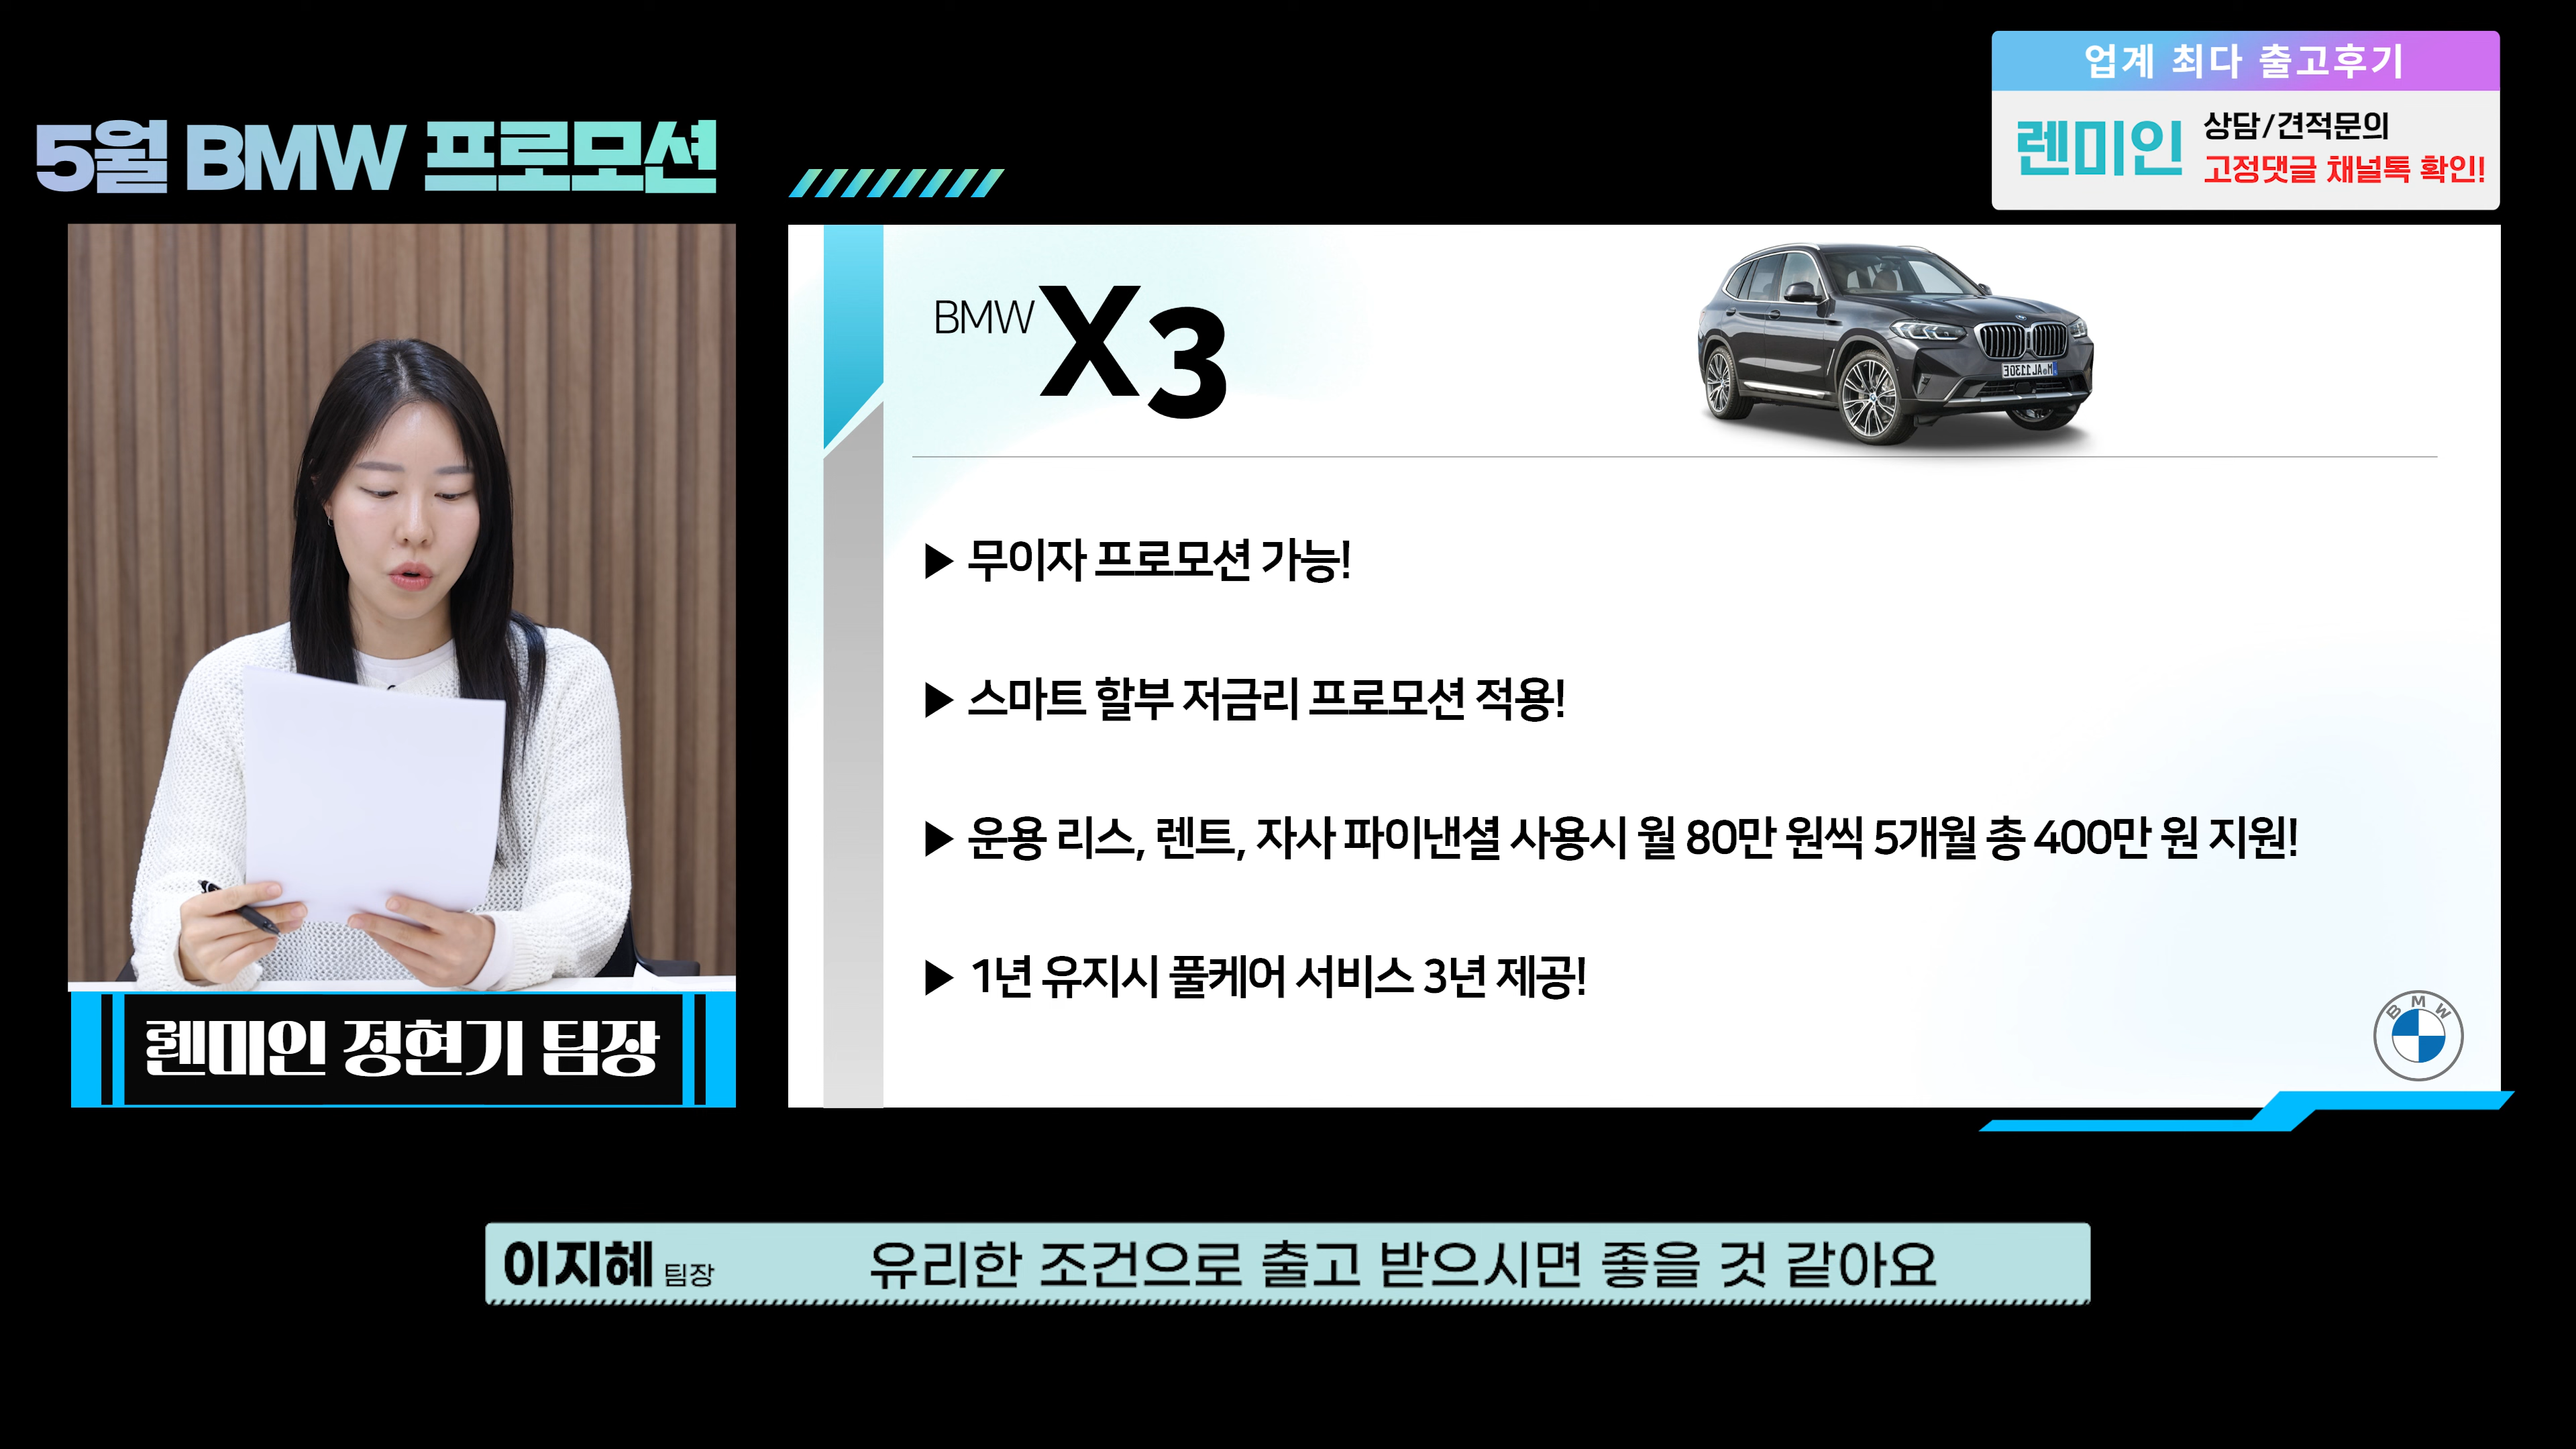 업계 최다 출고후기
렌미인
상담/견적문의
고정댓글 채널톡 확인!
5월 BMW 프로모션
BMW X3
▶ 무이자 프로모션 가능!
▶ 스마트 할부 저금리 프로모션 적용!
▶ 운용 리스, 렌트, 자사 파이낸셜 사용시 월 80만 원씩 5개월 총 400만 원 지원!
▶ 1년 유지시 풀케어 서비스 3년 제공!
BMW
렌미인 정현기 팀장
이지혜 팀장 유리한 조건으로 출고 받으시면 좋을 것 같아요